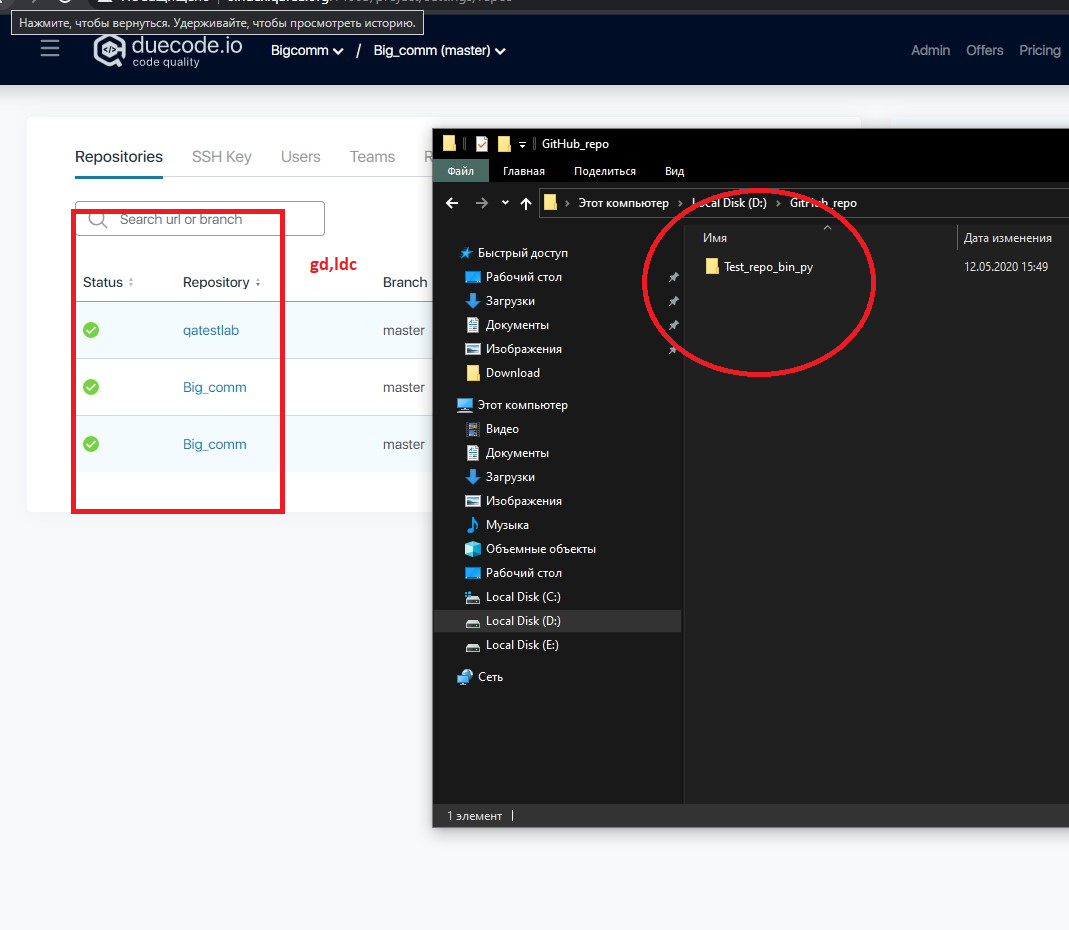 Нажмите, чтобы вернуться. Удерживайте, чтобы просмотреть историю.
duecode.io
code quality
Bigcomm / Big_comm (master)
Admin Offers Pricing
Repositories SSH Key Users Teams R
Search url or branch
gd,ldc
Status Repository Branch
qatestlab master
Big_comm master
Big_comm master
GitHub_repo
Файл Главная Поделиться Вид
Этот компьютер Local Disk (D:) GitHub_repo
Имя Дата изменения
Test_repo_bin_py 12.05.2020 15:49
Быстрый доступ
Рабочий стол
Загрузки
Документы
Изображения
Download
Этот компьютер
Видео
Документы
Загрузки
Изображения
Музыка
Объемные объекты
Рабочий стол
Local Disk (C:)
Local Disk (D:)
Local Disk (E:)
Сеть
1 элемент